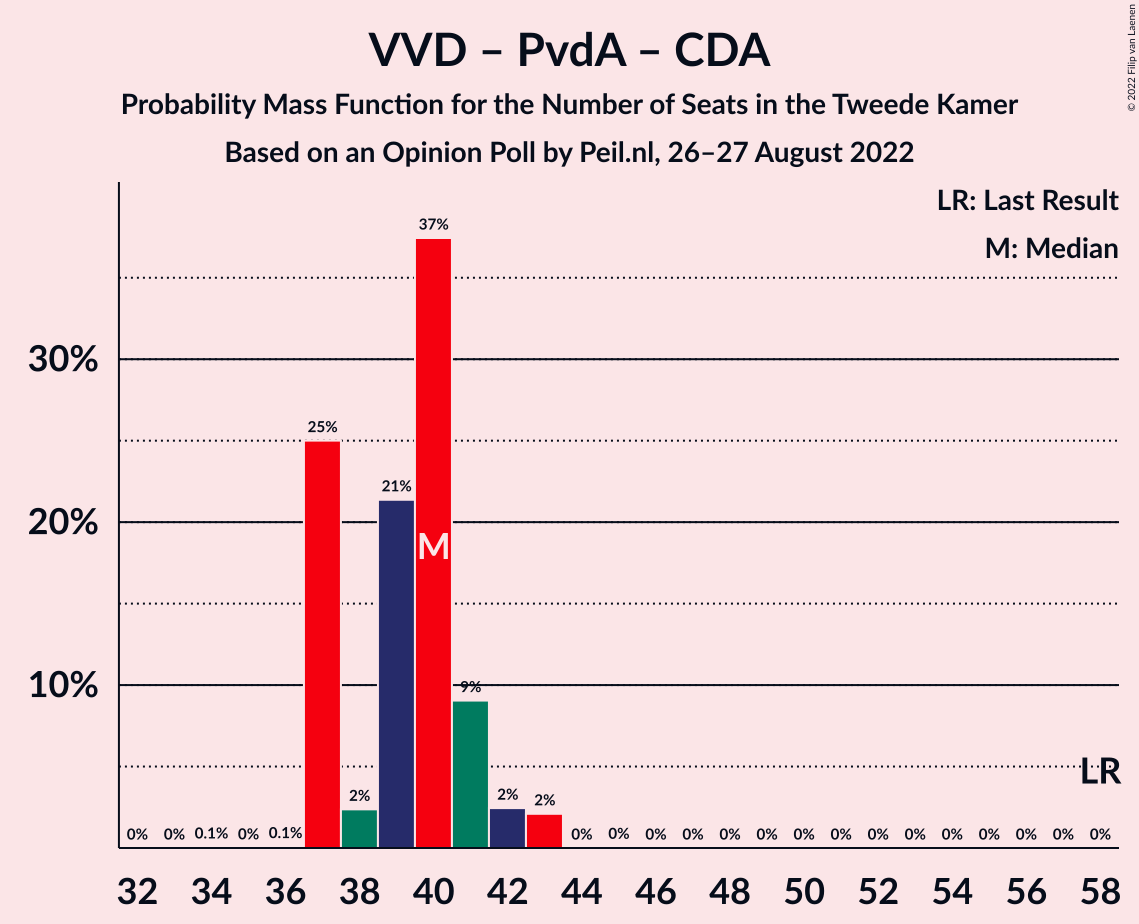 VVD – PvdA – CDA
Probability Mass Function for the Number of Seats in the Tweede Kamer
Based on an Opinion Poll by Peil.nl, 26–27 August 2022
© 2022 Filip van Laenen
LR: Last Result
M: Median
30%
20%
10%
0% 0% 0.1% 0% 0.1% 25% 2% 21% 37% 9% 2% 2% 0% 0% 0% 0% 0% 0% 0% 0% 0% 0% 0% 0% 0% 0% 0%
M
LR
32 34 36 38 40 42 44 46 48 50 52 54 56 58